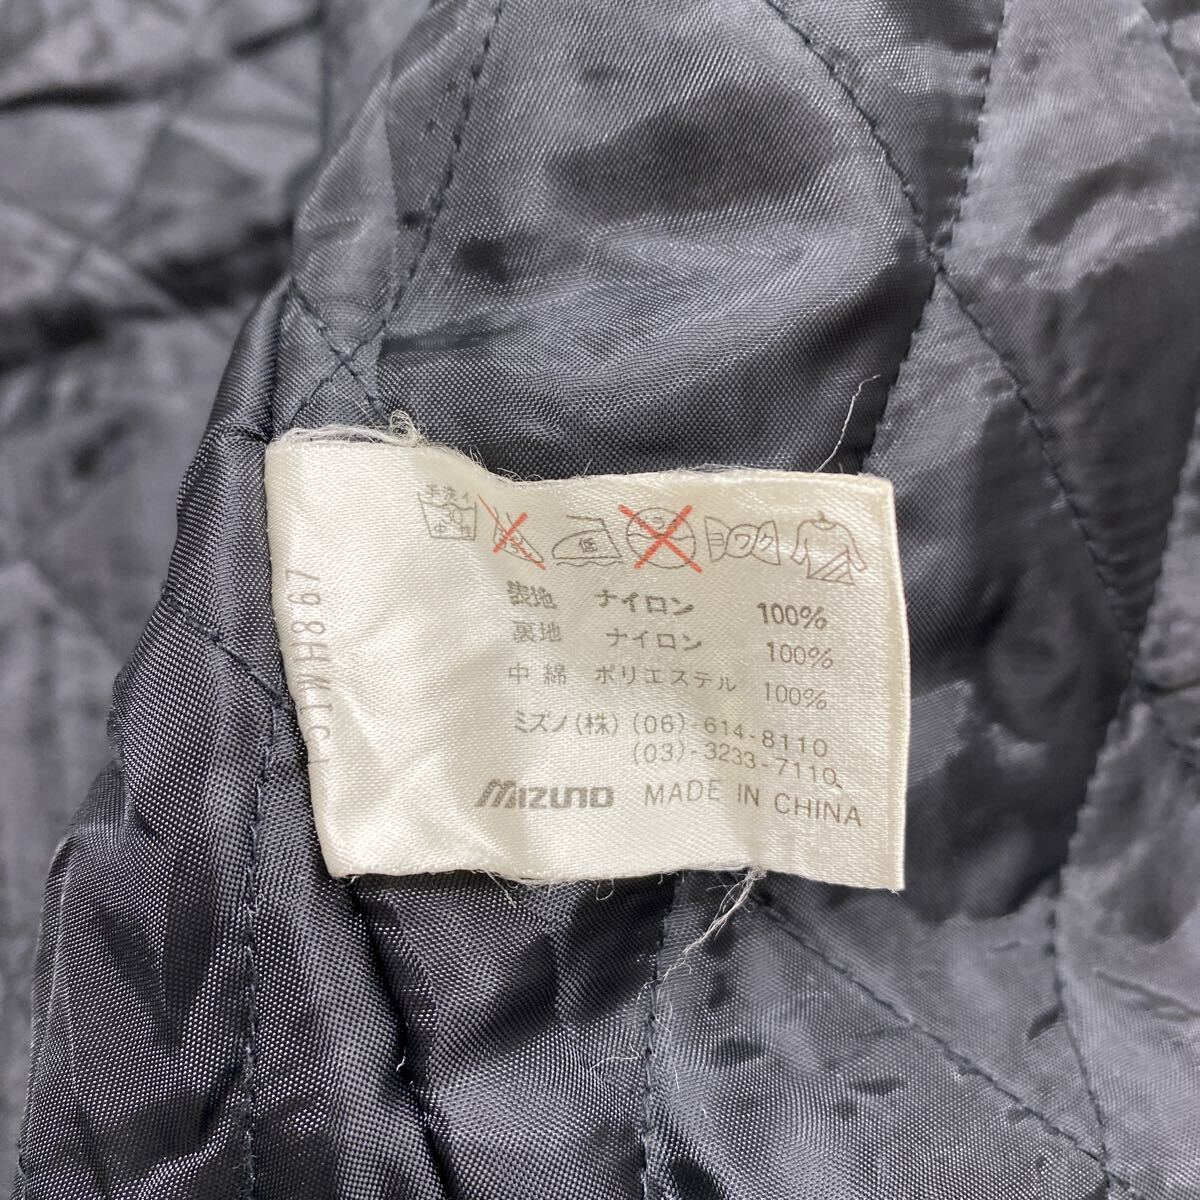 手洗イ
30
中性
低
ヨワク
表地 ナイロン 100%
裏地 ナイロン 100%
中綿 ポリエステル 100%
ミズノ(株) (06)-614-8110
(03)-3233-7110
MIZUNO MADE IN CHINA